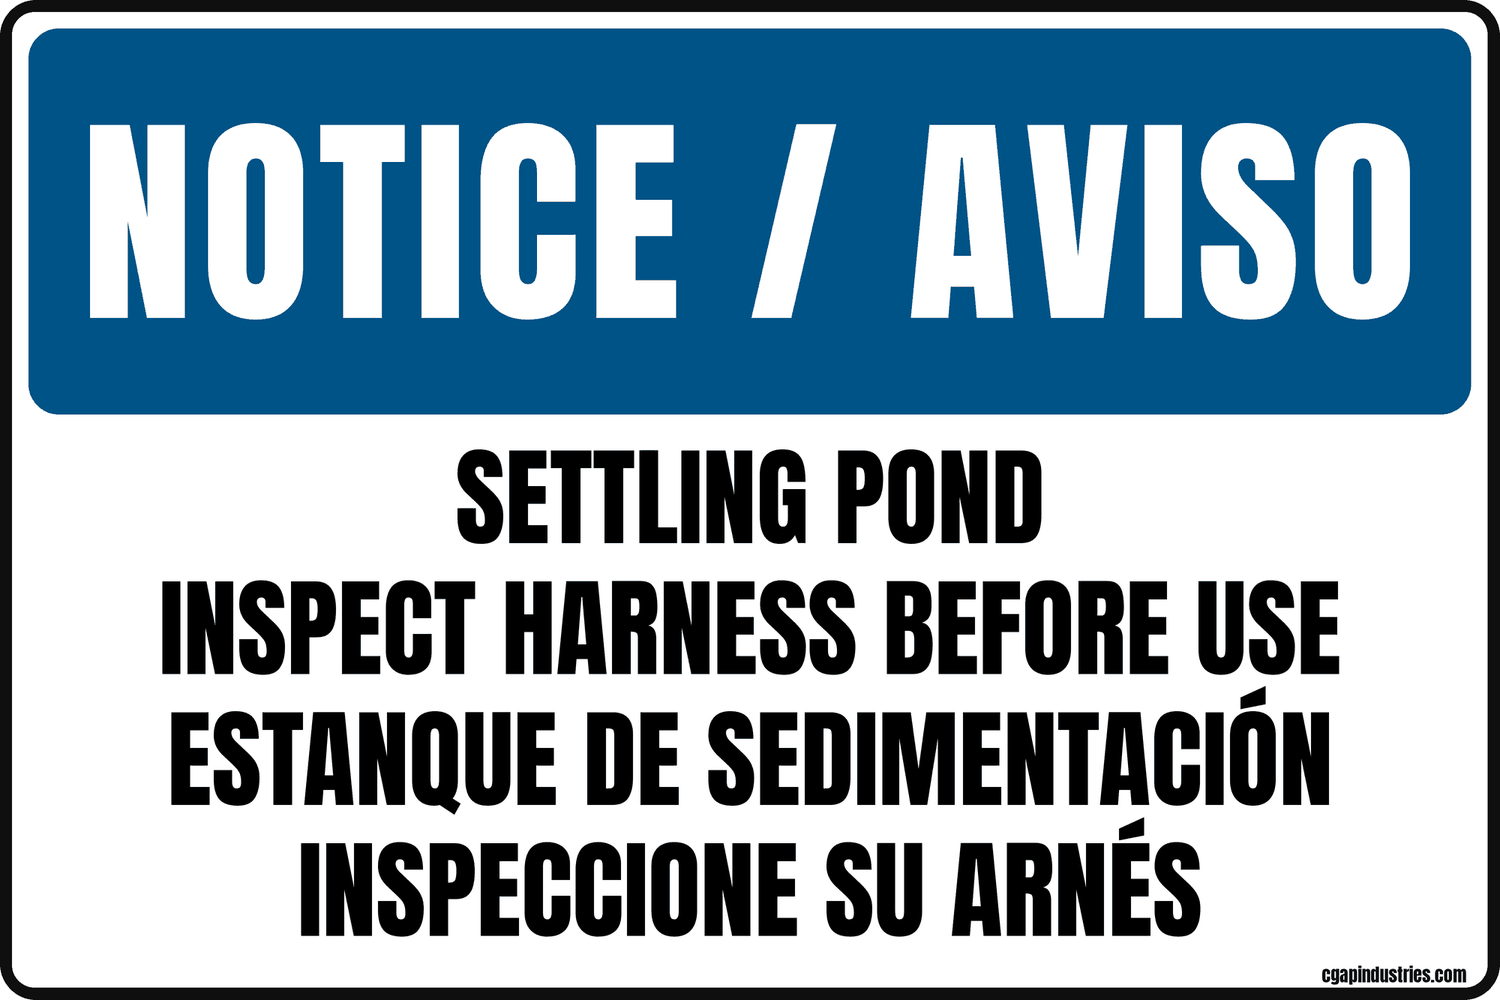 NOTICE / AVISO
SETTLING POND
INSPECT HARNESS BEFORE USE
ESTANQUE DE SEDIMENTACIÓN
INSPECCIONE SU ARNÉS
cgapindustries.com